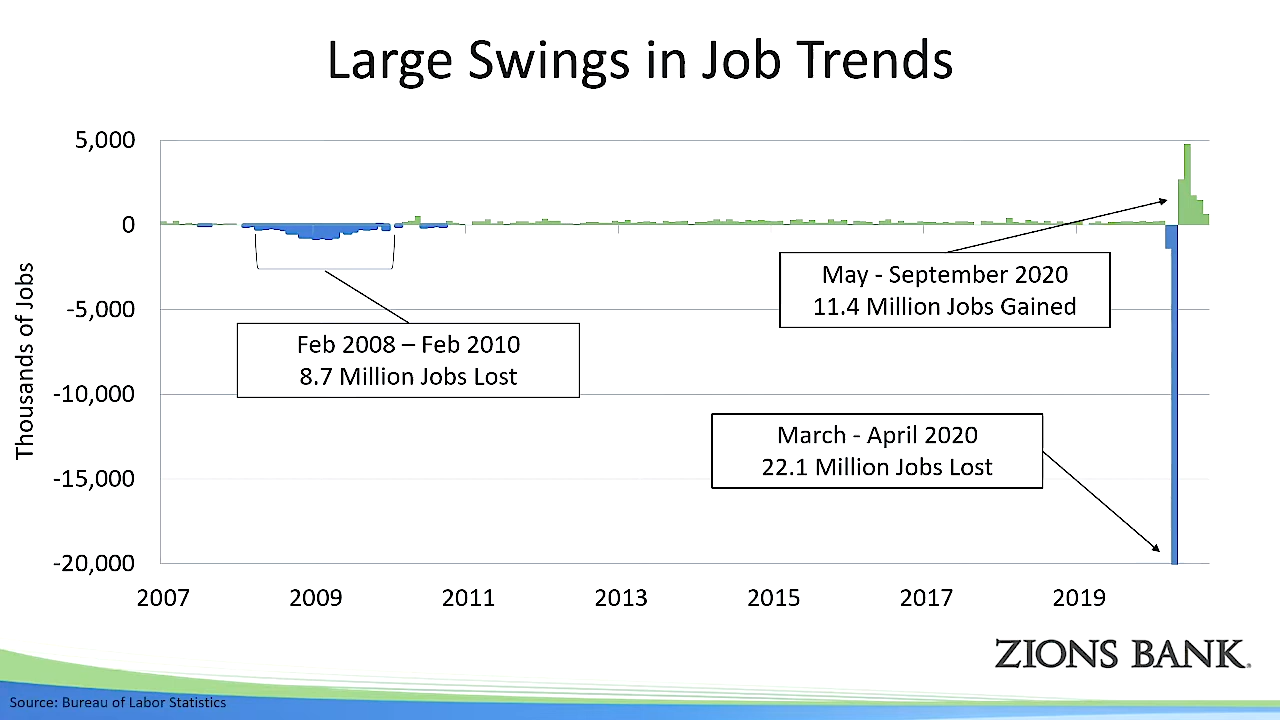 Large Swings in Job Trends
5,000
0
-5,000
-10,000
-15,000
-20,000
Thousands of Jobs
2007 2009 2011 2013 2015 2017 2019
Feb 2008 – Feb 2010
8.7 Million Jobs Lost
May - September 2020
11.4 Million Jobs Gained
March - April 2020
22.1 Million Jobs Lost
ZIONS BANK.
Source: Bureau of Labor Statistics